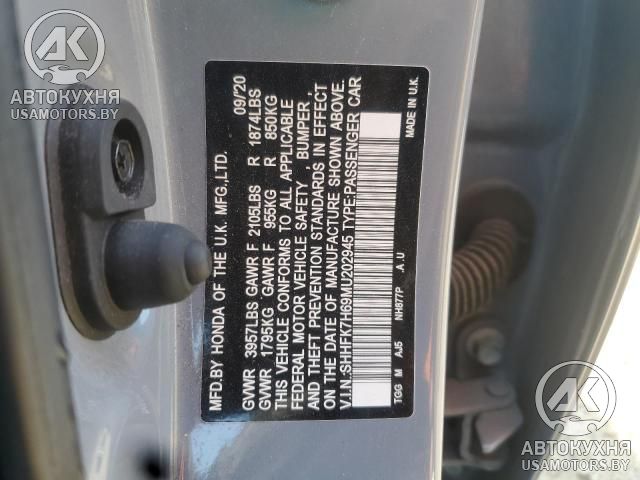 AK
АВТОКУХНЯ
USAMOTORS.BY
MFD.BY HONDA OF THE U.K. MFG.,LTD. 09/20
GVWR 3957LBS GAWR F 2105LBS R 1874LBS
GVWR 1795KG GAWR F 955KG R 850KG
THIS VEHICLE CONFORMS TO ALL APPLICABLE
FEDERAL MOTOR VEHICLE SAFETY , BUMPER ,
AND THEFT PREVENTION STANDARDS IN EFFECT
ON THE DATE OF MANUFACTURE SHOWN ABOVE.
V.I.N.:SHHFK7H69MU202945 TYPE:PASSENGER CAR
TGG M AJ5 NH877P .A .U MADE IN U.K.
AK
АВТОКУХНЯ
USAMOTORS.BY